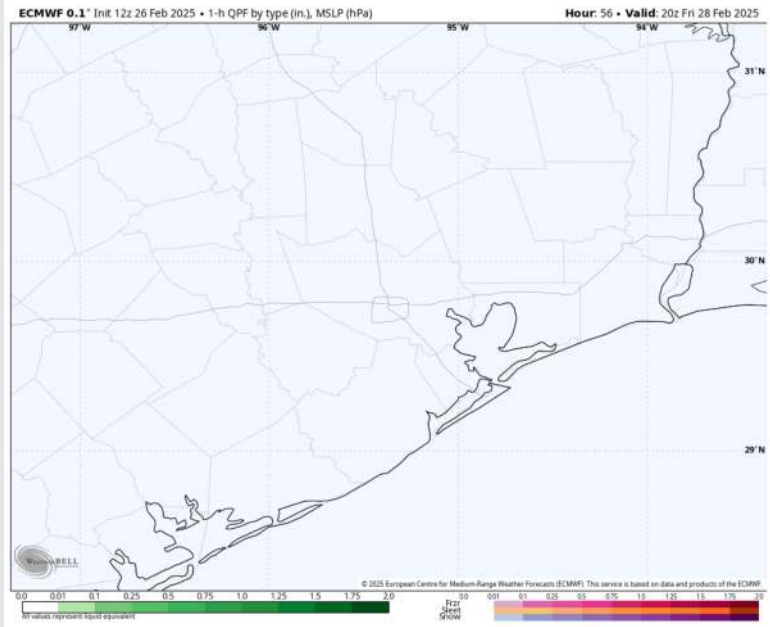 ECMWF 0.1° Init 12z 26 Feb 2025 • 1-h QPF by type (in.), MSLP (hPa)
Hour: 56 • Valid: 20z Fri 28 Feb 2025
97°W 96°W 95°W 94°W
31°N
30°N
29°N
WeatherBELL
© 2025 European Centre for Medium-Range Weather Forecasts (ECMWF). This service is based on data and products of the ECMWF.
0.0 0.01 0.1 0.25 0.5 0.75 1.0 1.25 1.5 1.75 2.0
All values represent liquid equivalent
0.0 0.01 0.1 0.25 0.5 0.75 1.0 1.25 1.5 1.75 2.0
Frzr
Sleet
Snow